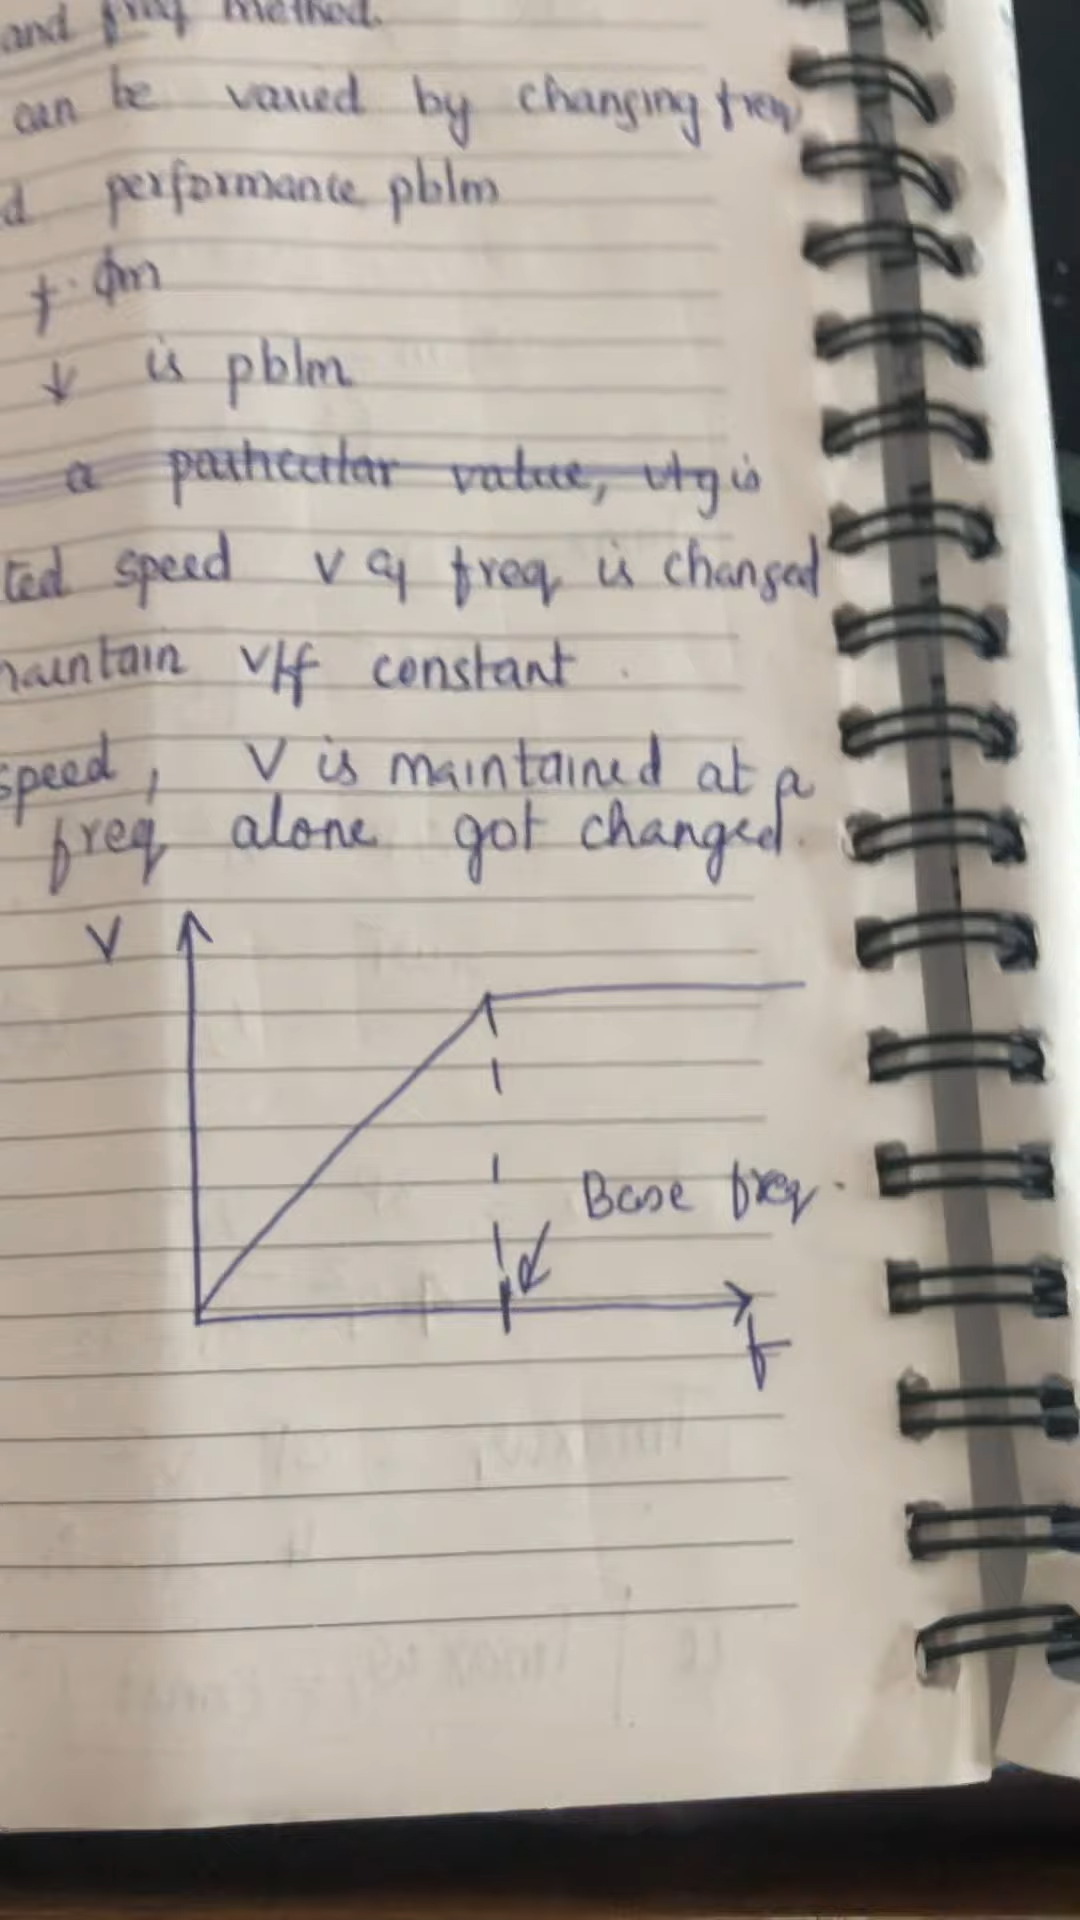 and freq method.
can be varied by changing freq
d performance pblm
f. ϕm
↓ is pblm
a particular value, vtg is
ted speed V & freq is changed
maintain V/f constant.
speed, V is maintained at a
freq alone got changed.
V
Base freq.
f